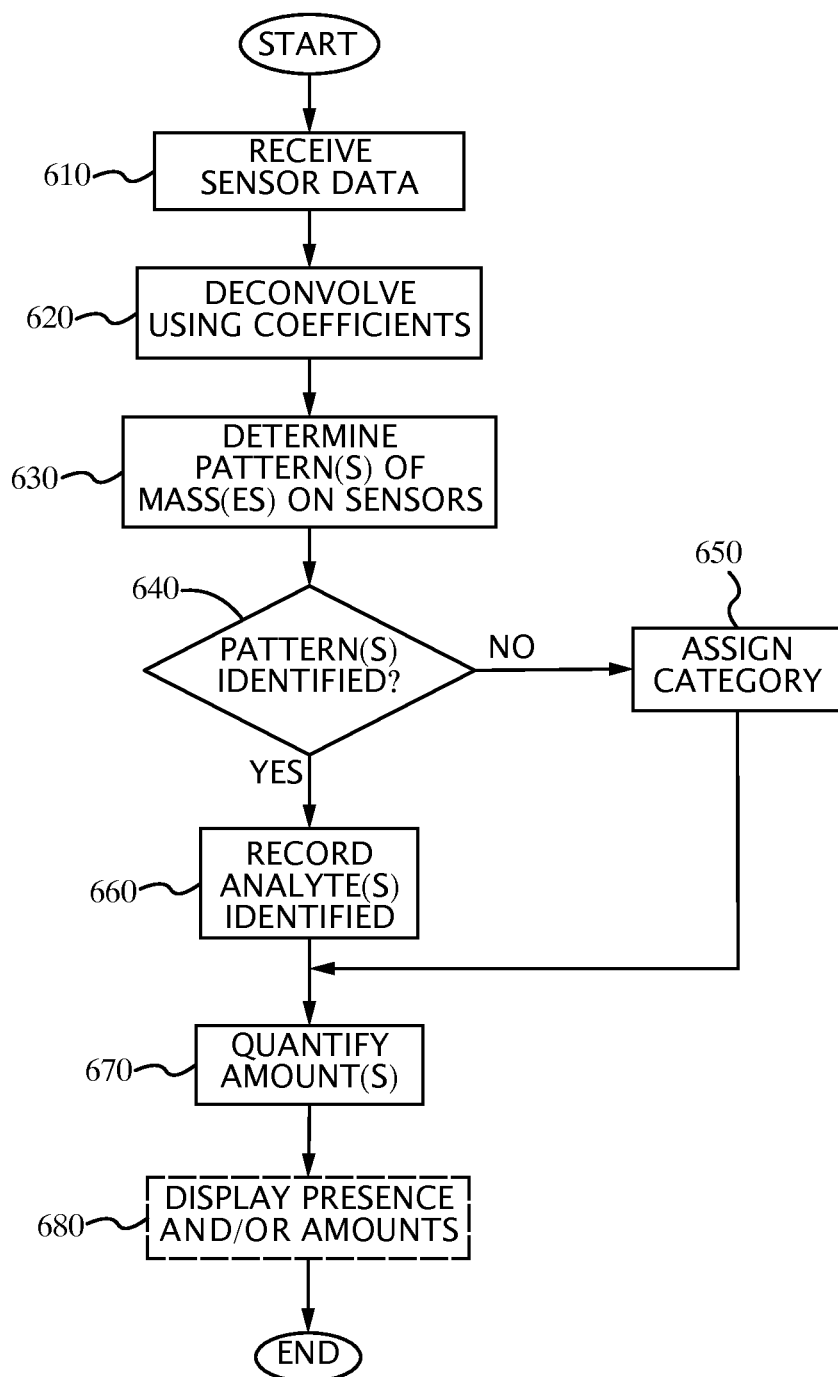 START
610
RECEIVE
SENSOR DATA
620
DECONVOLVE
USING COEFFICIENTS
630
DETERMINE
PATTERN(S) OF
MASS(ES) ON SENSORS
640
PATTERN(S)
IDENTIFIED?
NO
650
ASSIGN
CATEGORY
YES
660
RECORD
ANALYTE(S)
IDENTIFIED
670
QUANTIFY
AMOUNT(S)
680
DISPLAY PRESENCE
AND/OR AMOUNTS
END